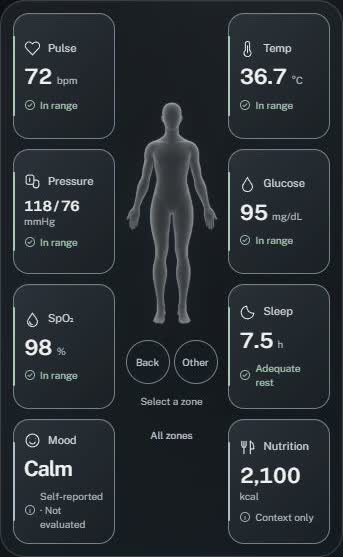 Pulse
72 bpm
In range
Pressure
118/76
mmHg
In range
SpO₂
98 %
In range
Mood
Calm
Self-reported
· Not
evaluated
Back
Other
Select a zone
All zones
Temp
36.7 °C
In range
Glucose
95 mg/dL
In range
Sleep
7.5 h
Adequate
rest
Nutrition
2,100
kcal
Context only